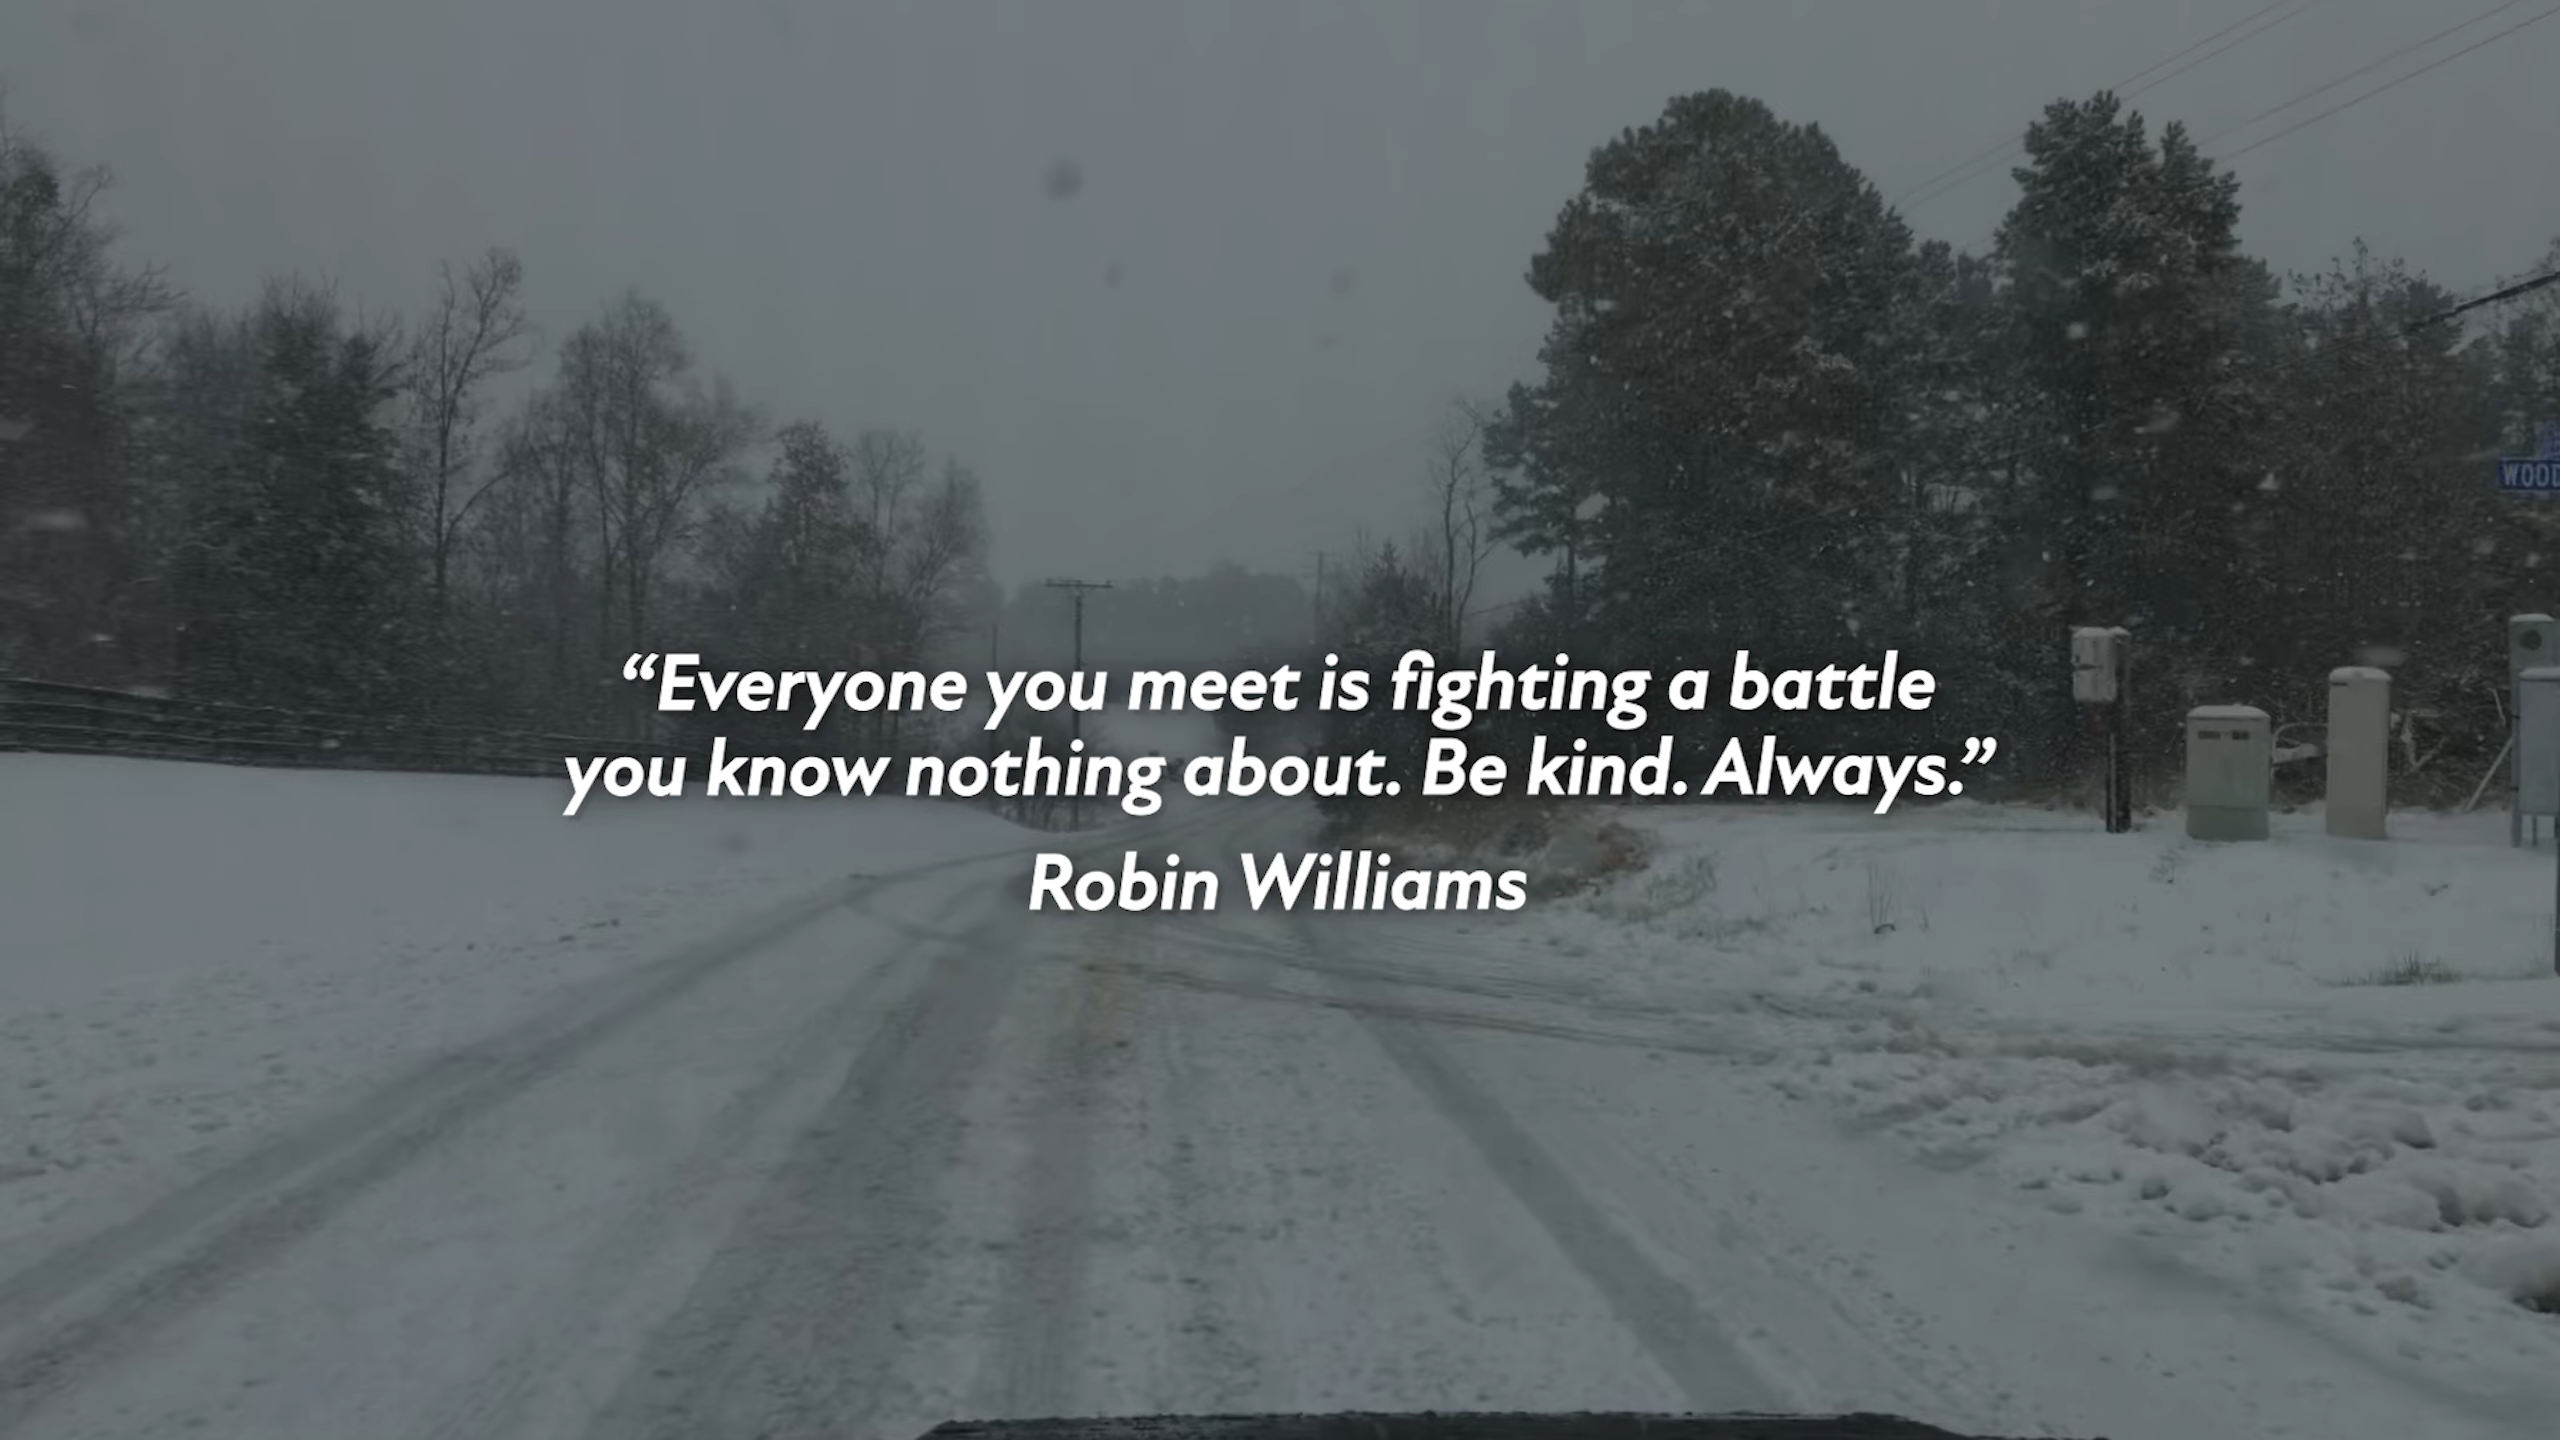 “Everyone you meet is fighting a battle
you know nothing about. Be kind. Always.”
Robin Williams
WOOD